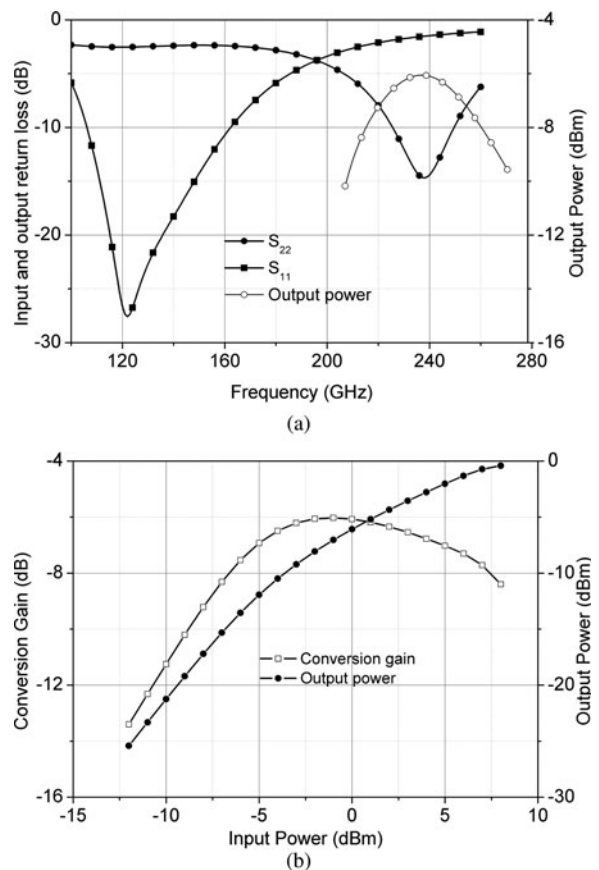 0
-10
-20
-30
Input and output return loss (dB)
-4
-8
-12
-16
Output Power (dBm)
S22
S11
Output power
120 160 200 240 280
Frequency (GHz)
(a)
-4
-8
-12
-16
Conversion Gain (dB)
0
-10
-20
-30
Output Power (dBm)
Conversion gain
Output power
-15 -10 -5 0 5 10
Input Power (dBm)
(b)